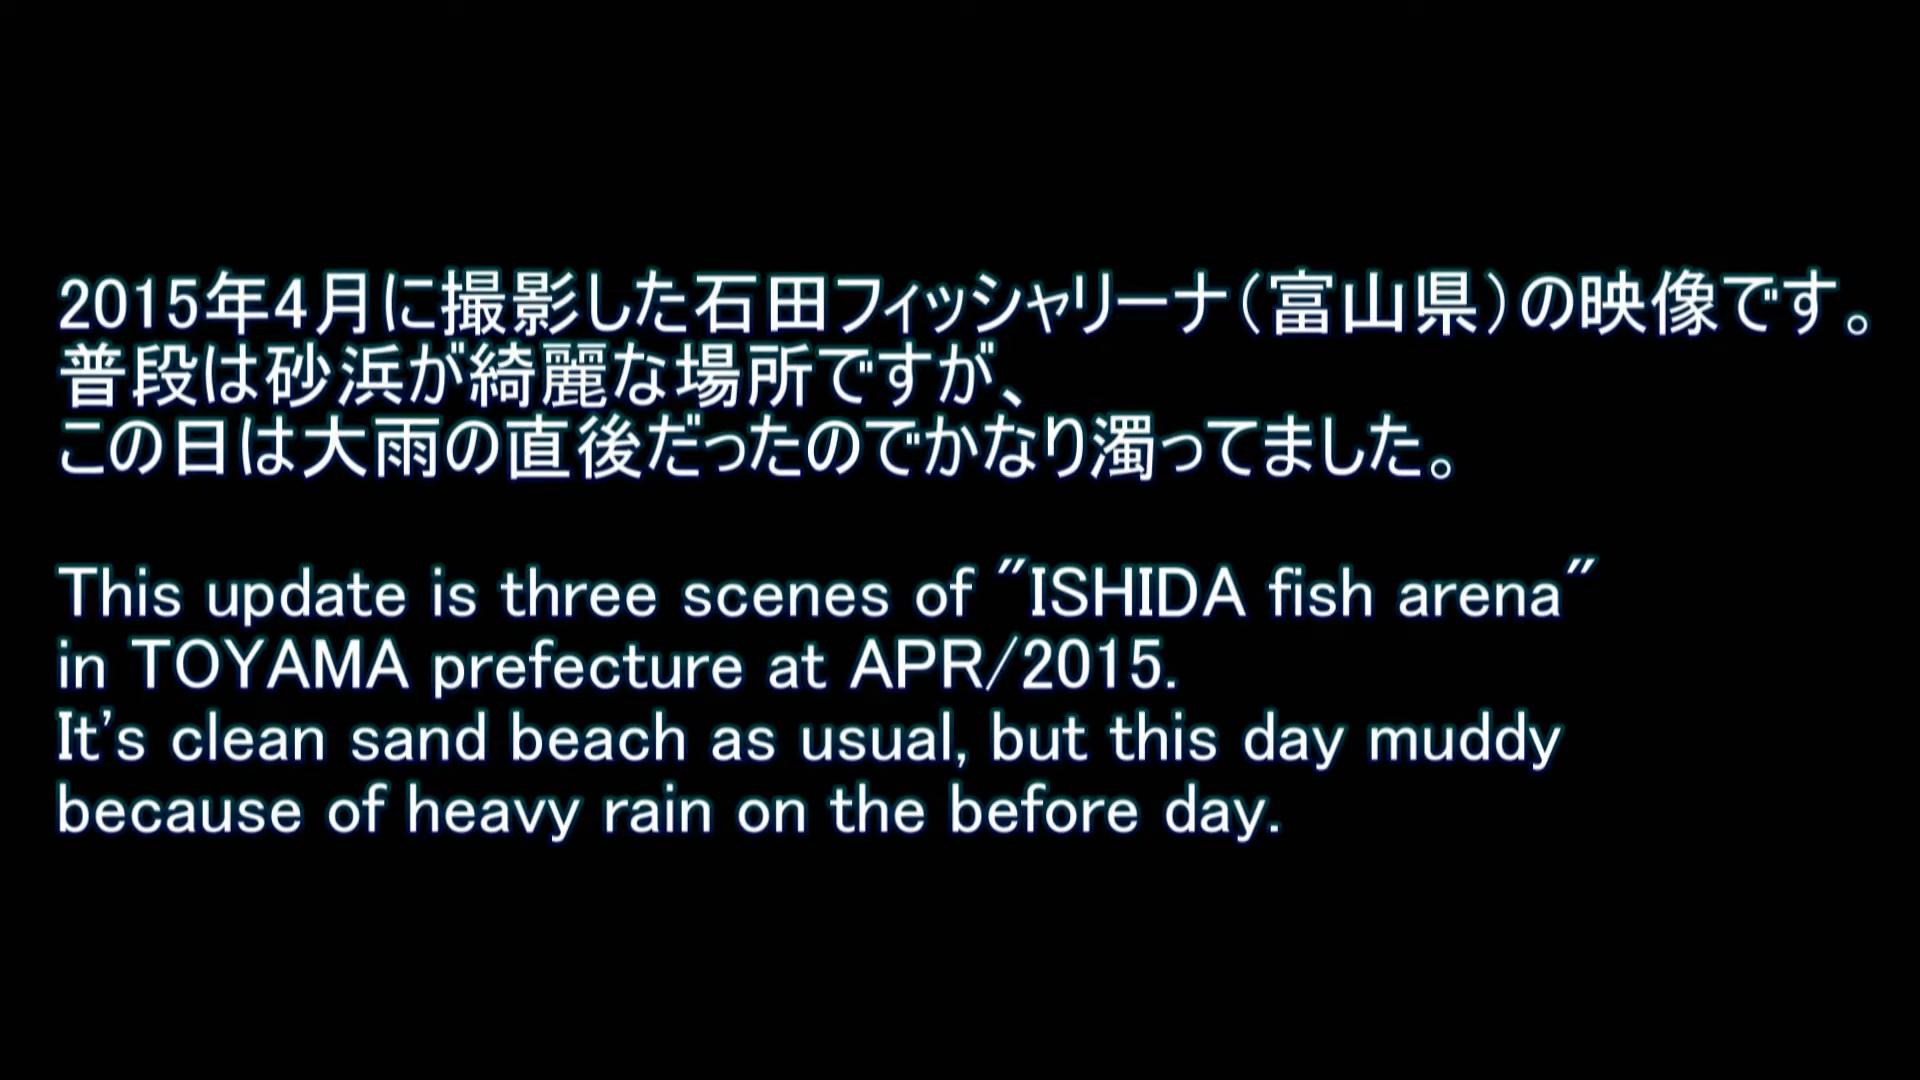 2015年4月に撮影した石田フィッシャリーナ（富山県）の映像です。
普段は砂浜が綺麗な場所ですが、
この日は大雨の直後だったのでかなり濁ってました。
This update is three scenes of "ISHIDA fish arena"
in TOYAMA prefecture at APR/2015.
It's clean sand beach as usual, but this day muddy
because of heavy rain on the before day.